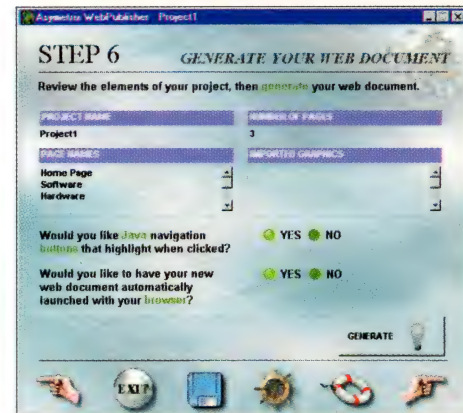 Asymetrix WebPublisher Project1
STEP 6
GENERATE YOUR WEB DOCUMENT
Review the elements of your project, then generate your web document.
PROJECT NAME
NUMBER OF PAGES
Project1
3
PAGE NAMES
IMPORTED GRAPHICS
Home Page
Software
Hardware
Would you like Java navigation
buttons that highlight when clicked?
YES NO
Would you like to have your new
web document automatically
launched with your browser?
YES NO
GENERATE
EXIT